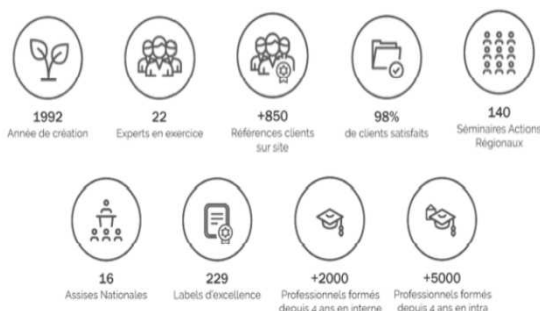 1992
Année de création
22
Experts en exercice
+850
Références clients
sur site
98%
de clients satisfaits
140
Séminaires Actions
Régionaux
16
Assises Nationales
229
Labels d'excellence
+2000
Professionnels formés
depuis 4 ans en interne
+5000
Professionnels formés
depuis 4 ans en intra